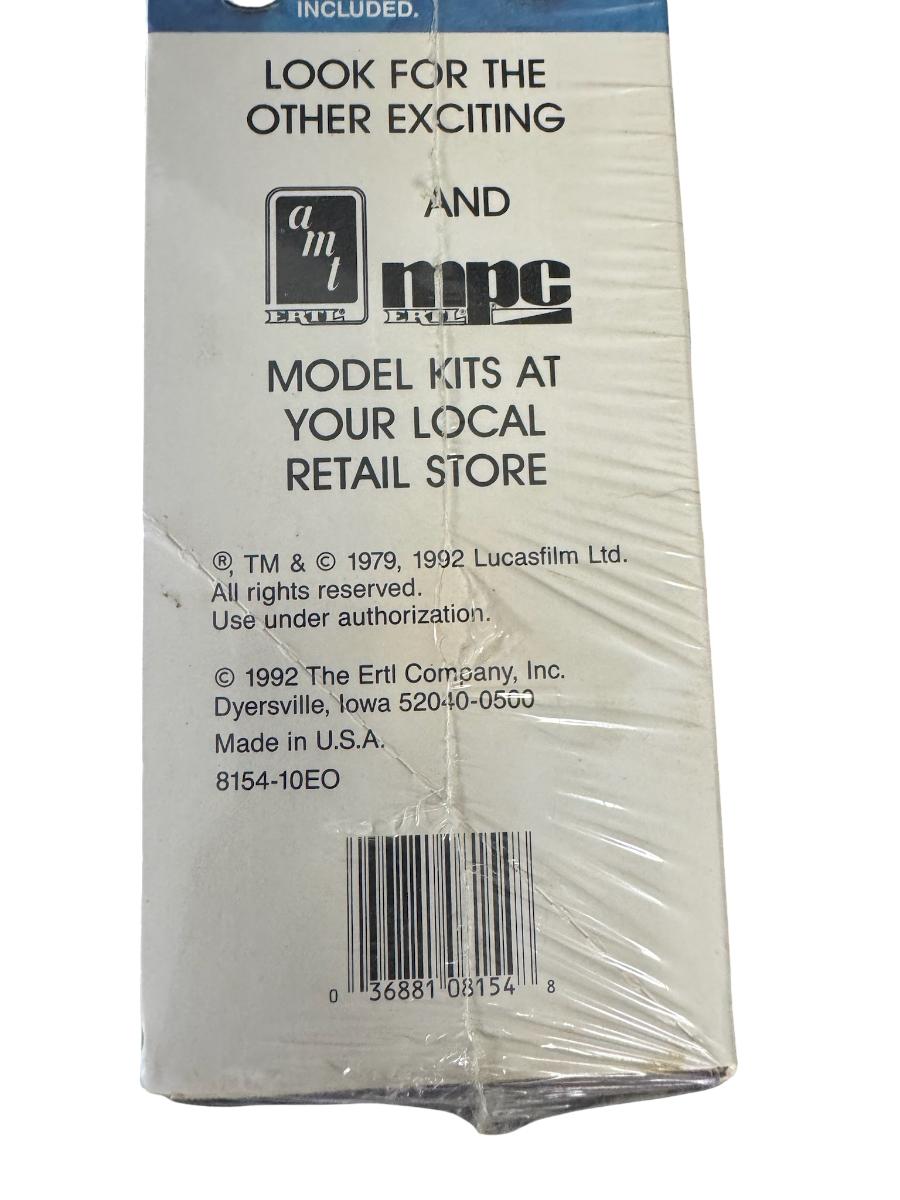 INCLUDED.
LOOK FOR THE
OTHER EXCITING
amt
ERTL®
AND
mpc
ERTL®
MODEL KITS AT
YOUR LOCAL
RETAIL STORE
®, TM & © 1979, 1992 Lucasfilm Ltd.
All rights reserved.
Use under authorization.
© 1992 The Ertl Company, Inc.
Dyersville, Iowa 52040-0500
Made in U.S.A.
8154-10EO
0 36881 08154 8